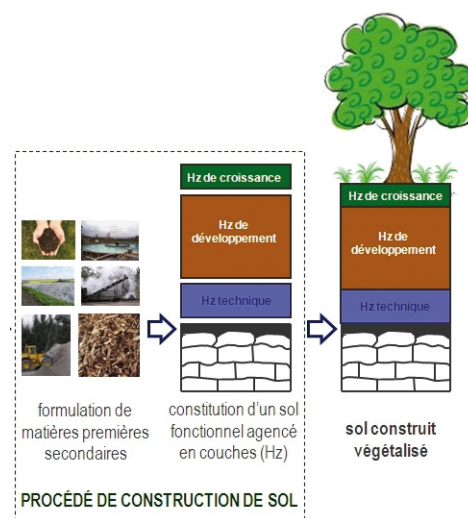 Hz de croissance
Hz de
développement
Hz technique
Hz de croissance
Hz de
développement
Hz technique
formulation de
matières premières
secondaires
constitution d'un sol
fonctionnel agencé
en couches (Hz)
sol construit
végétalisé
PROCÉDÉ DE CONSTRUCTION DE SOL